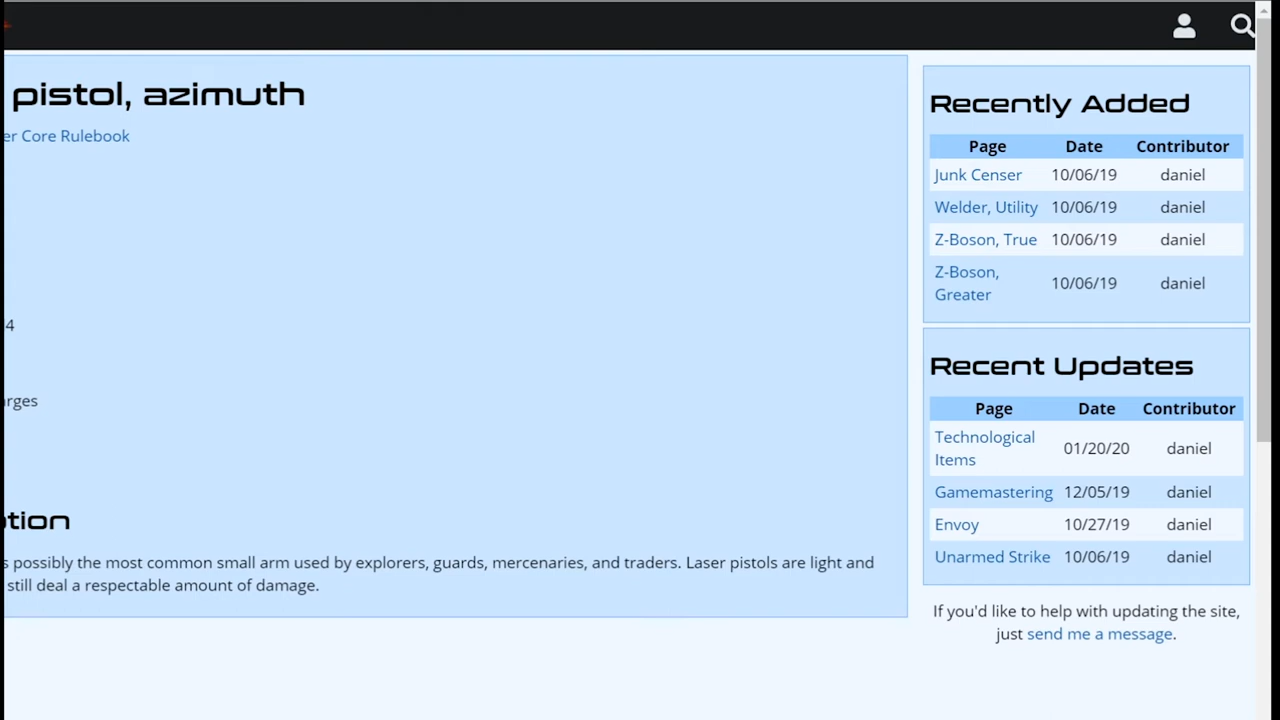 pistol, azimuth
er Core Rulebook
4
arges
tion
s possibly the most common small arm used by explorers, guards, mercenaries, and traders. Laser pistols are light and
still deal a respectable amount of damage.
Recently Added
Page Date Contributor
Junk Censer 10/06/19 daniel
Welder, Utility 10/06/19 daniel
Z-Boson, True 10/06/19 daniel
Z-Boson,
Greater 10/06/19 daniel
Recent Updates
Page Date Contributor
Technological
Items 01/20/20 daniel
Gamemastering 12/05/19 daniel
Envoy 10/27/19 daniel
Unarmed Strike 10/06/19 daniel
If you'd like to help with updating the site,
just send me a message.